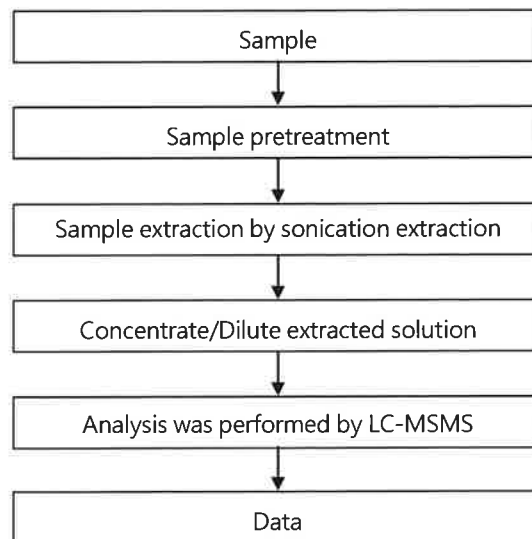 Sample
Sample pretreatment
Sample extraction by sonication extraction
Concentrate/Dilute extracted solution
Analysis was performed by LC-MSMS
Data